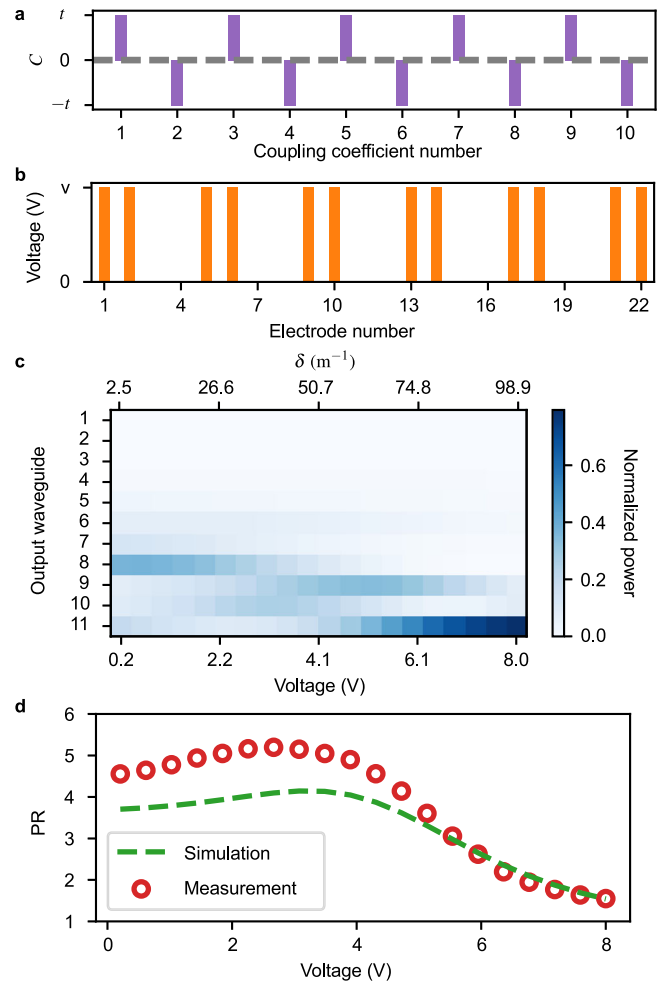 a
t
0
−t
C
1 2 3 4 5 6 7 8 9 10
Coupling coefficient number
b
V
0
Voltage (V)
1 4 7 10 13 16 19 22
Electrode number
c
δ (m⁻¹)
2.5 26.6 50.7 74.8 98.9
1
2
3
4
5
6
7
8
9
10
11
Output waveguide
0.2 2.2 4.1 6.1 8.0
Voltage (V)
0.6
0.4
0.2
0.0
Normalized power
d
6
5
4
3
2
1
PR
Simulation
Measurement
0 2 4 6 8
Voltage (V)